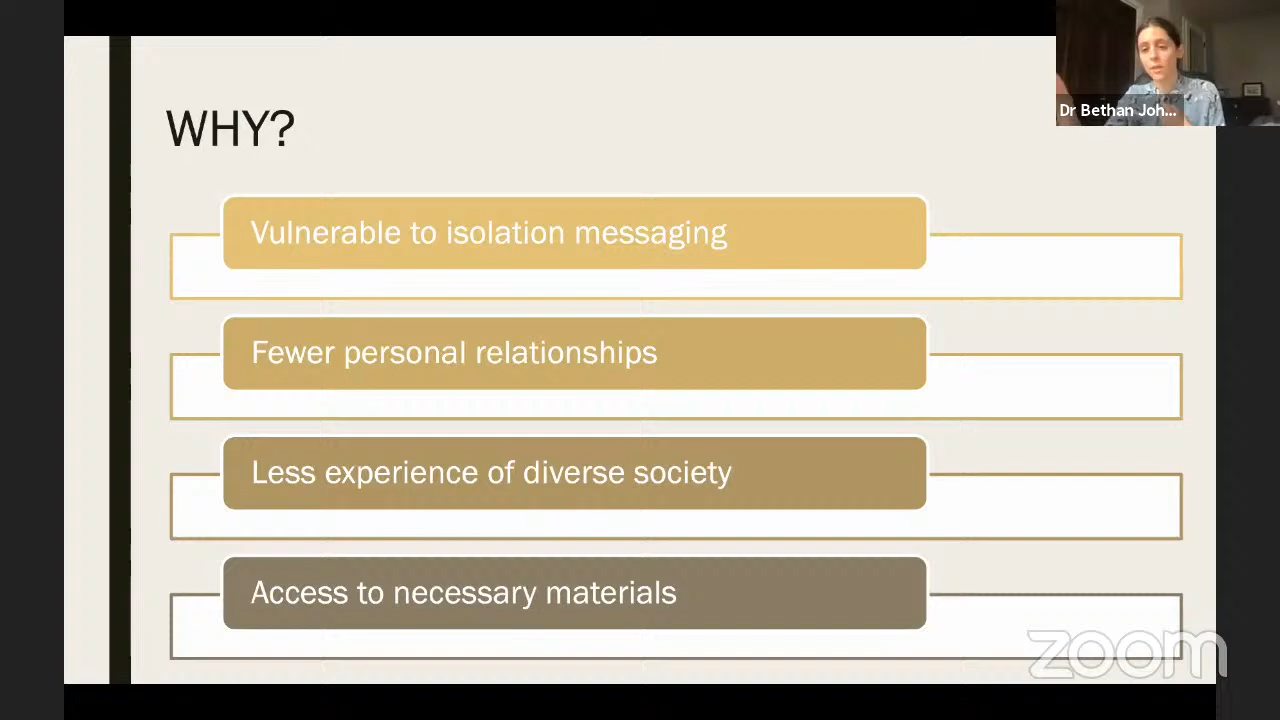 Dr Bethan Joh...
WHY?
Vulnerable to isolation messaging
Fewer personal relationships
Less experience of diverse society
Access to necessary materials
zoom